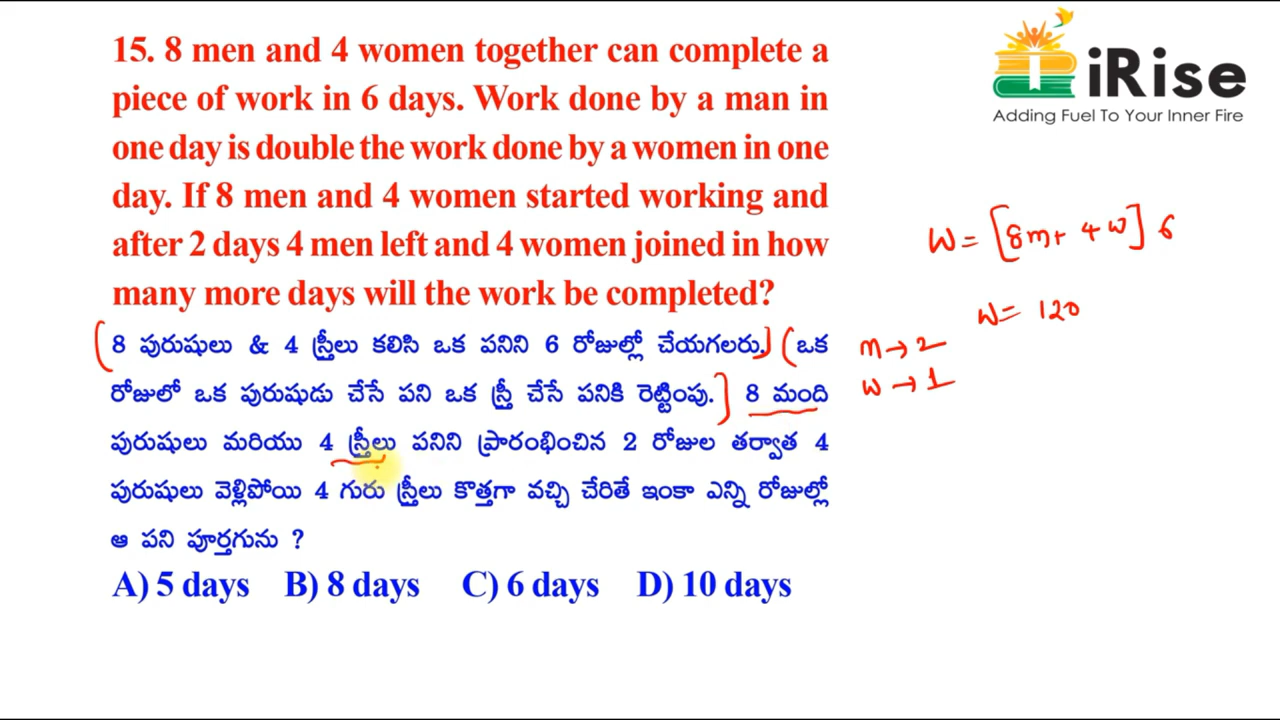 15. 8 men and 4 women together can complete a
piece of work in 6 days. Work done by a man in
one day is double the work done by a women in one
day. If 8 men and 4 women started working and
after 2 days 4 men left and 4 women joined in how
many more days will the work be completed?
8 పురుషులు & 4 స్త్రీలు కలిసి ఒక పనిని 6 రోజుల్లో చేయగలరు. ఒక
రోజులో ఒక పురుషుడు చేసే పని ఒక స్త్రీ చేసే పనికి రెట్టింపు. 8 మంది
పురుషులు మరియు 4 స్త్రీలు పనిని ప్రారంభించిన 2 రోజుల తర్వాత 4
పురుషులు వెళ్లిపోయి 4 గురు స్త్రీలు కొత్తగా వచ్చి చేరితే ఇంకా ఎన్ని రోజుల్లో
ఆ పని పూర్తగును ?
A) 5 days B) 8 days C) 6 days D) 10 days
iRise
Adding Fuel To Your Inner Fire
W = [8m+ 4w] 6
W = 120
m → 2
w → 1